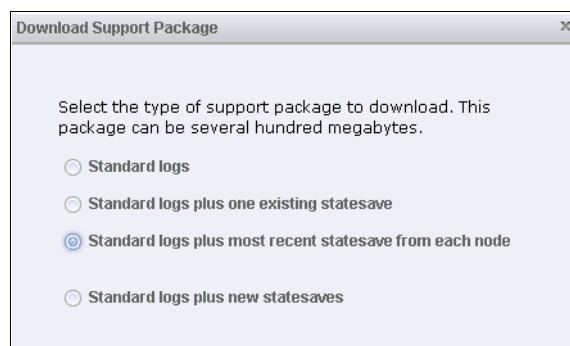 Download Support Package
x
Select the type of support package to download. This
package can be several hundred megabytes.
Standard logs
Standard logs plus one existing statesave
Standard logs plus most recent statesave from each node
Standard logs plus new statesaves